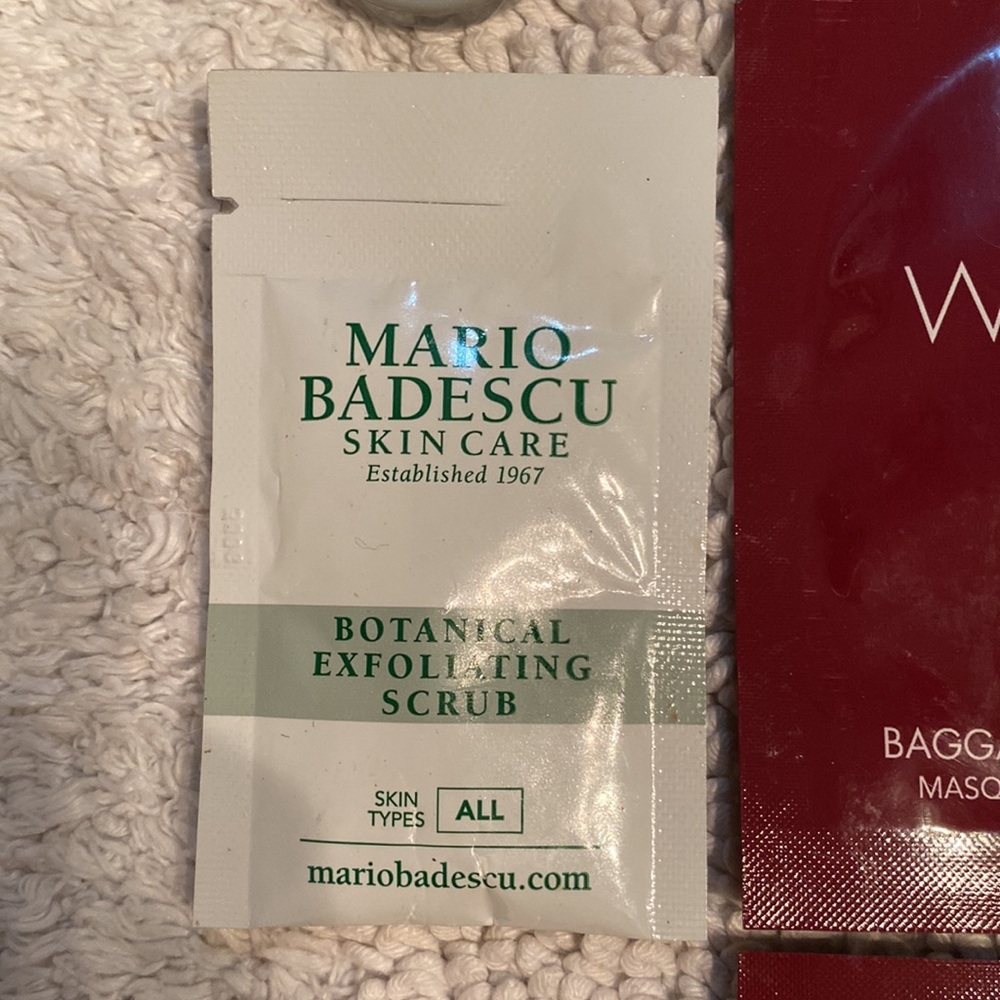 MARIO
BADESCU
SKIN CARE
Established 1967
BOTANICAL
EXFOLIATING
SCRUB
SKIN
TYPES
ALL
mariobadescu.com
W
BAGGA
MASQ